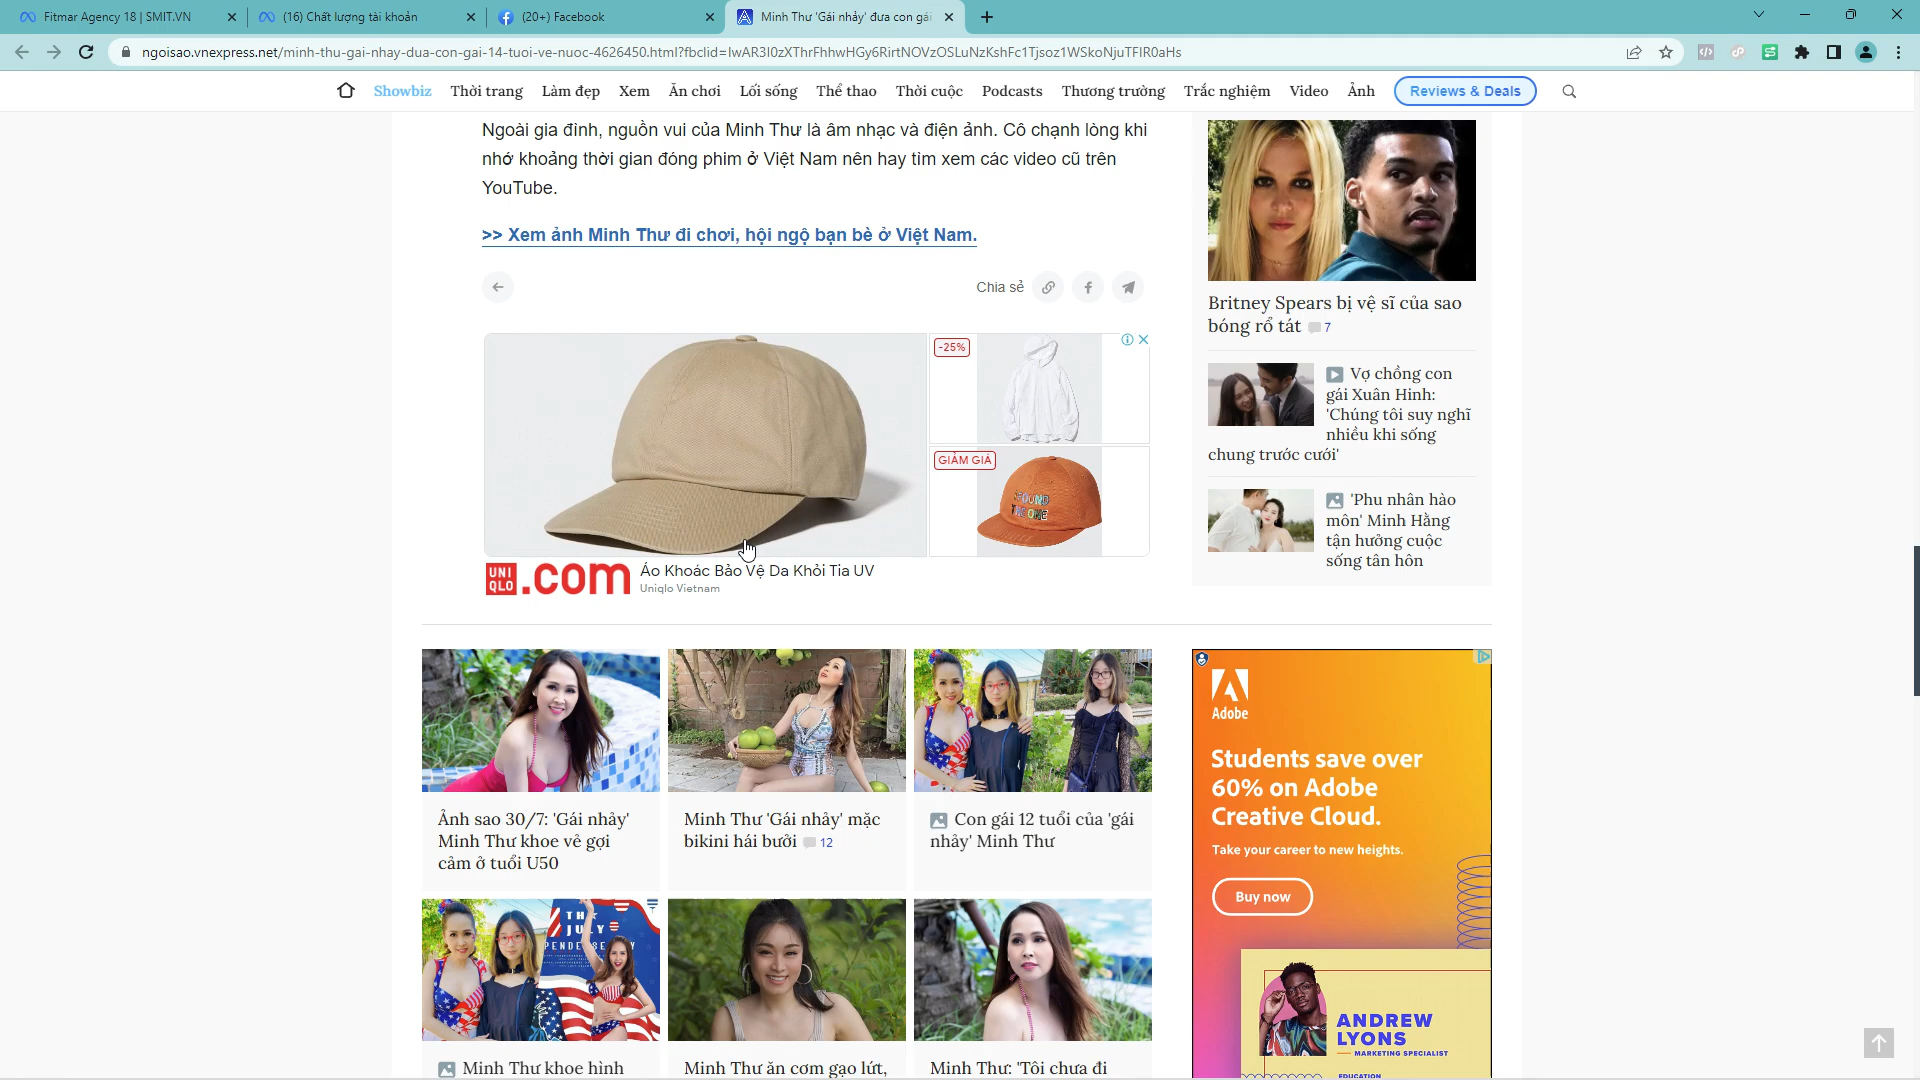 Fitmar Agency 18 | SMIT.VN
(16) Chất lượng tài khoản
(20+) Facebook
Minh Thư 'Gái nhảy' đưa con gái
ngoisao.vnexpress.net/minh-thu-gai-nhay-dua-con-gai-14-tuoi-ve-nuoc-4626450.html?fbclid=IwAR3I0zXThrFhhwHGy6RirtNOVzOSLuNzKshFc1Tjsoz1WSkoNjuTFIR0aHs
Showbiz
Thời trang
Làm đẹp
Xem
Ăn chơi
Lối sống
Thể thao
Thời cuộc
Podcasts
Thương trường
Trắc nghiệm
Video
Ảnh
Reviews & Deals
Ngoài gia đình, nguồn vui của Minh Thư là âm nhạc và điện ảnh. Cô chạnh lòng khi
nhớ khoảng thời gian đóng phim ở Việt Nam nên hay tìm xem các video cũ trên
YouTube.
>> Xem ảnh Minh Thư đi chơi, hội ngộ bạn bè ở Việt Nam.
Chia sẻ
-25%
GIẢM GIÁ
UNI
QLO
.com
Áo Khoác Bảo Vệ Da Khỏi Tia UV
Uniqlo Vietnam
Britney Spears bị vệ sĩ của sao
bóng rổ tát 7
Vợ chồng con
gái Xuân Hinh:
'Chúng tôi suy nghĩ
nhiều khi sống
chung trước cưới'
'Phu nhân hào
môn' Minh Hằng
tận hưởng cuộc
sống tân hôn
Ảnh sao 30/7: 'Gái nhảy'
Minh Thư khoe vẻ gợi
cảm ở tuổi U50
Minh Thư 'Gái nhảy' mặc
bikini hái bưởi 12
Con gái 12 tuổi của 'gái
nhảy' Minh Thư
Adobe
Students save over
60% on Adobe
Creative Cloud.
Take your career to new heights.
Buy now
ANDREW
LYONS
MARKETING SPECIALIST
EDUCATION
Minh Thư khoe hình
Minh Thư ăn cơm gạo lứt,
Minh Thư: 'Tôi chưa đi